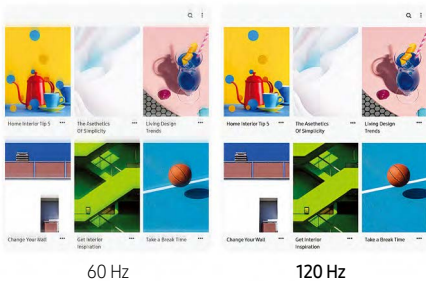 Home Interior Tip 5
The Asethetics
Of Simplicity
Living Design
Trends
Home Interior Tip 5
The Asethetics
Of Simplicity
Living Design
Trends
Change Your Wall
Get Interior
Inspiration
Take a Break Time
Change Your Wall
Get Interior
Inspiration
Take a Break Time
60 Hz
120 Hz